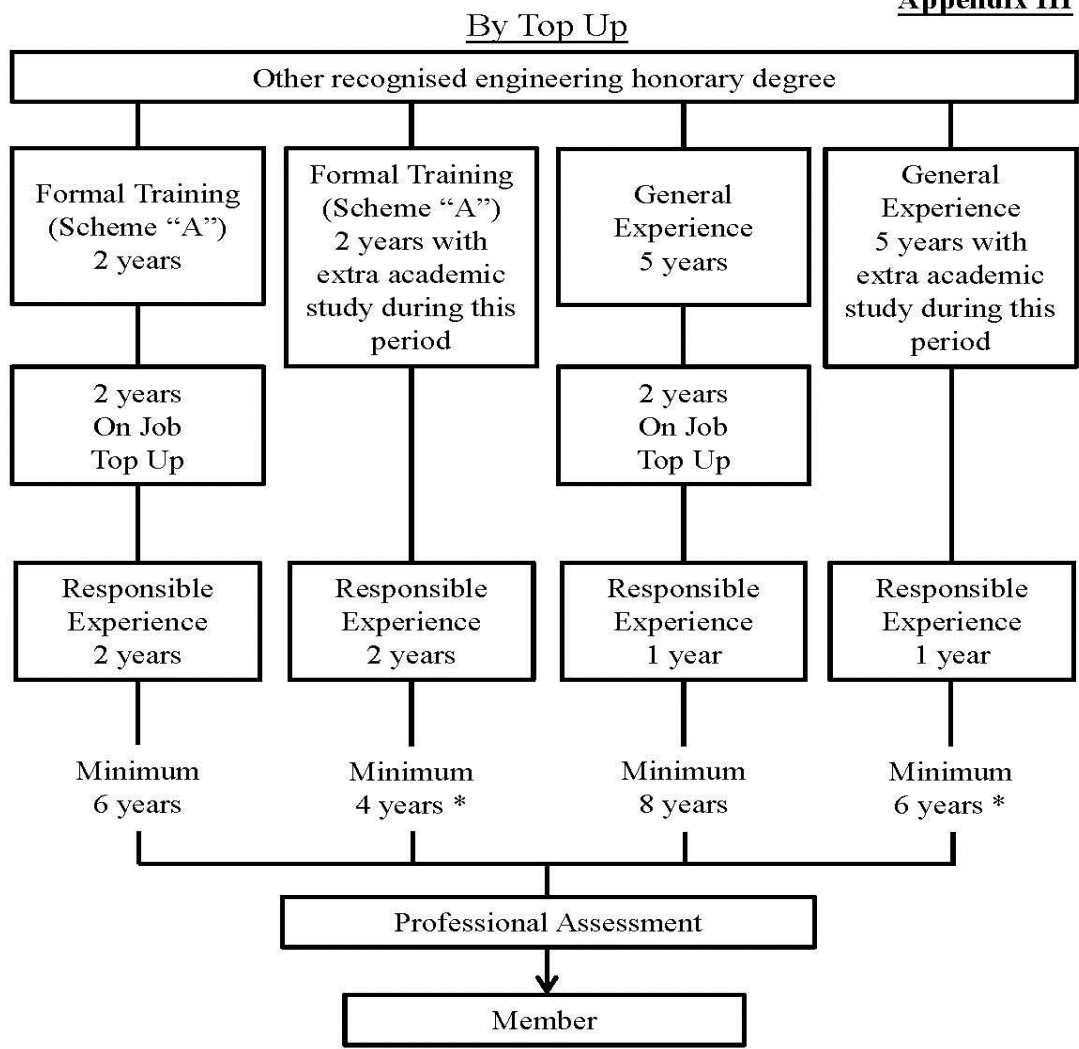 Appendix III
By Top Up
Other recognised engineering honorary degree
Formal Training
(Scheme “A”)
2 years
Formal Training
(Scheme “A”)
2 years with
extra academic
study during this
period
General
Experience
5 years
General
Experience
5 years with
extra academic
study during this
period
2 years
On Job
Top Up
2 years
On Job
Top Up
Responsible
Experience
2 years
Responsible
Experience
2 years
Responsible
Experience
1 year
Responsible
Experience
1 year
Minimum
6 years
Minimum
4 years *
Minimum
8 years
Minimum
6 years *
Professional Assessment
Member